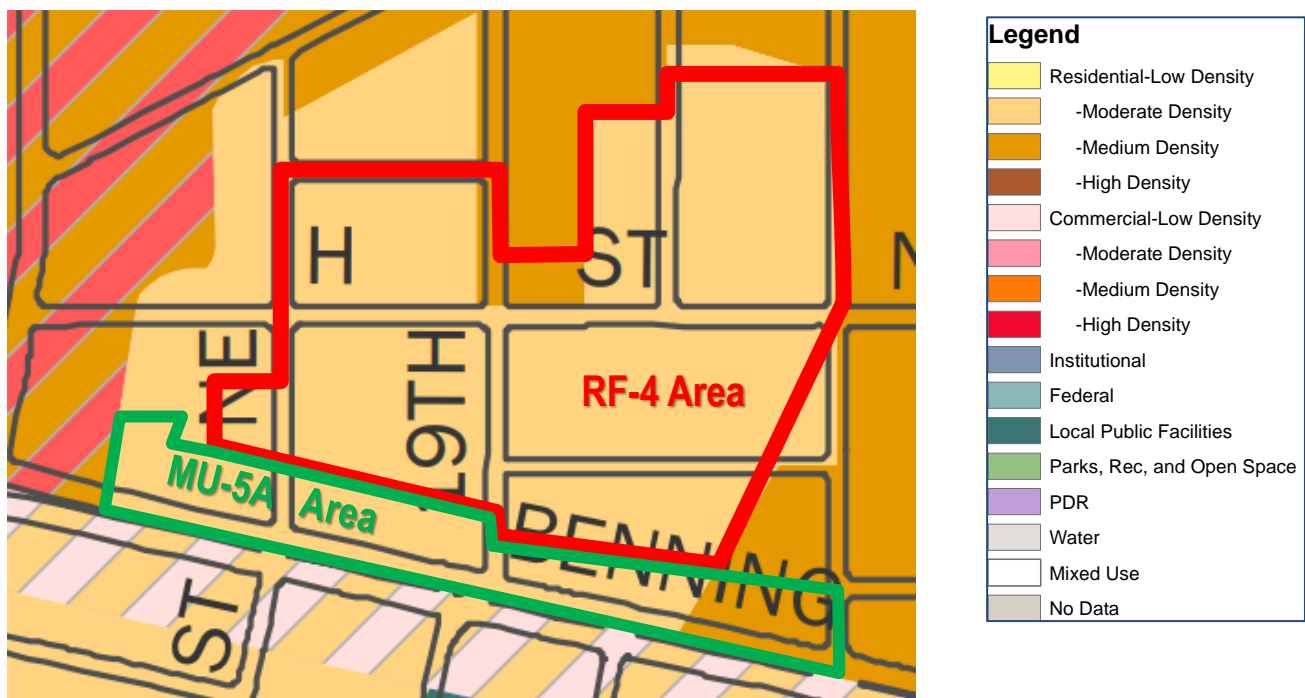 H
ST
N
NE
19TH
RF-4 Area
MU-5A Area
BENNING
ST
Legend
Residential-Low Density
-Moderate Density
-Medium Density
-High Density
Commercial-Low Density
-Moderate Density
-Medium Density
-High Density
Institutional
Federal
Local Public Facilities
Parks, Rec, and Open Space
PDR
Water
Mixed Use
No Data